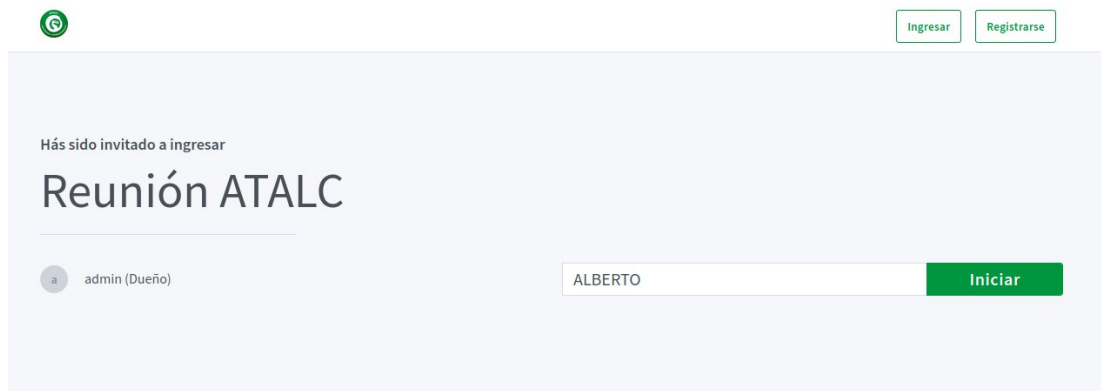 Ingresar Registrarse
Hás sido invitado a ingresar
Reunión ATALC
a admin (Dueño)
ALBERTO Iniciar